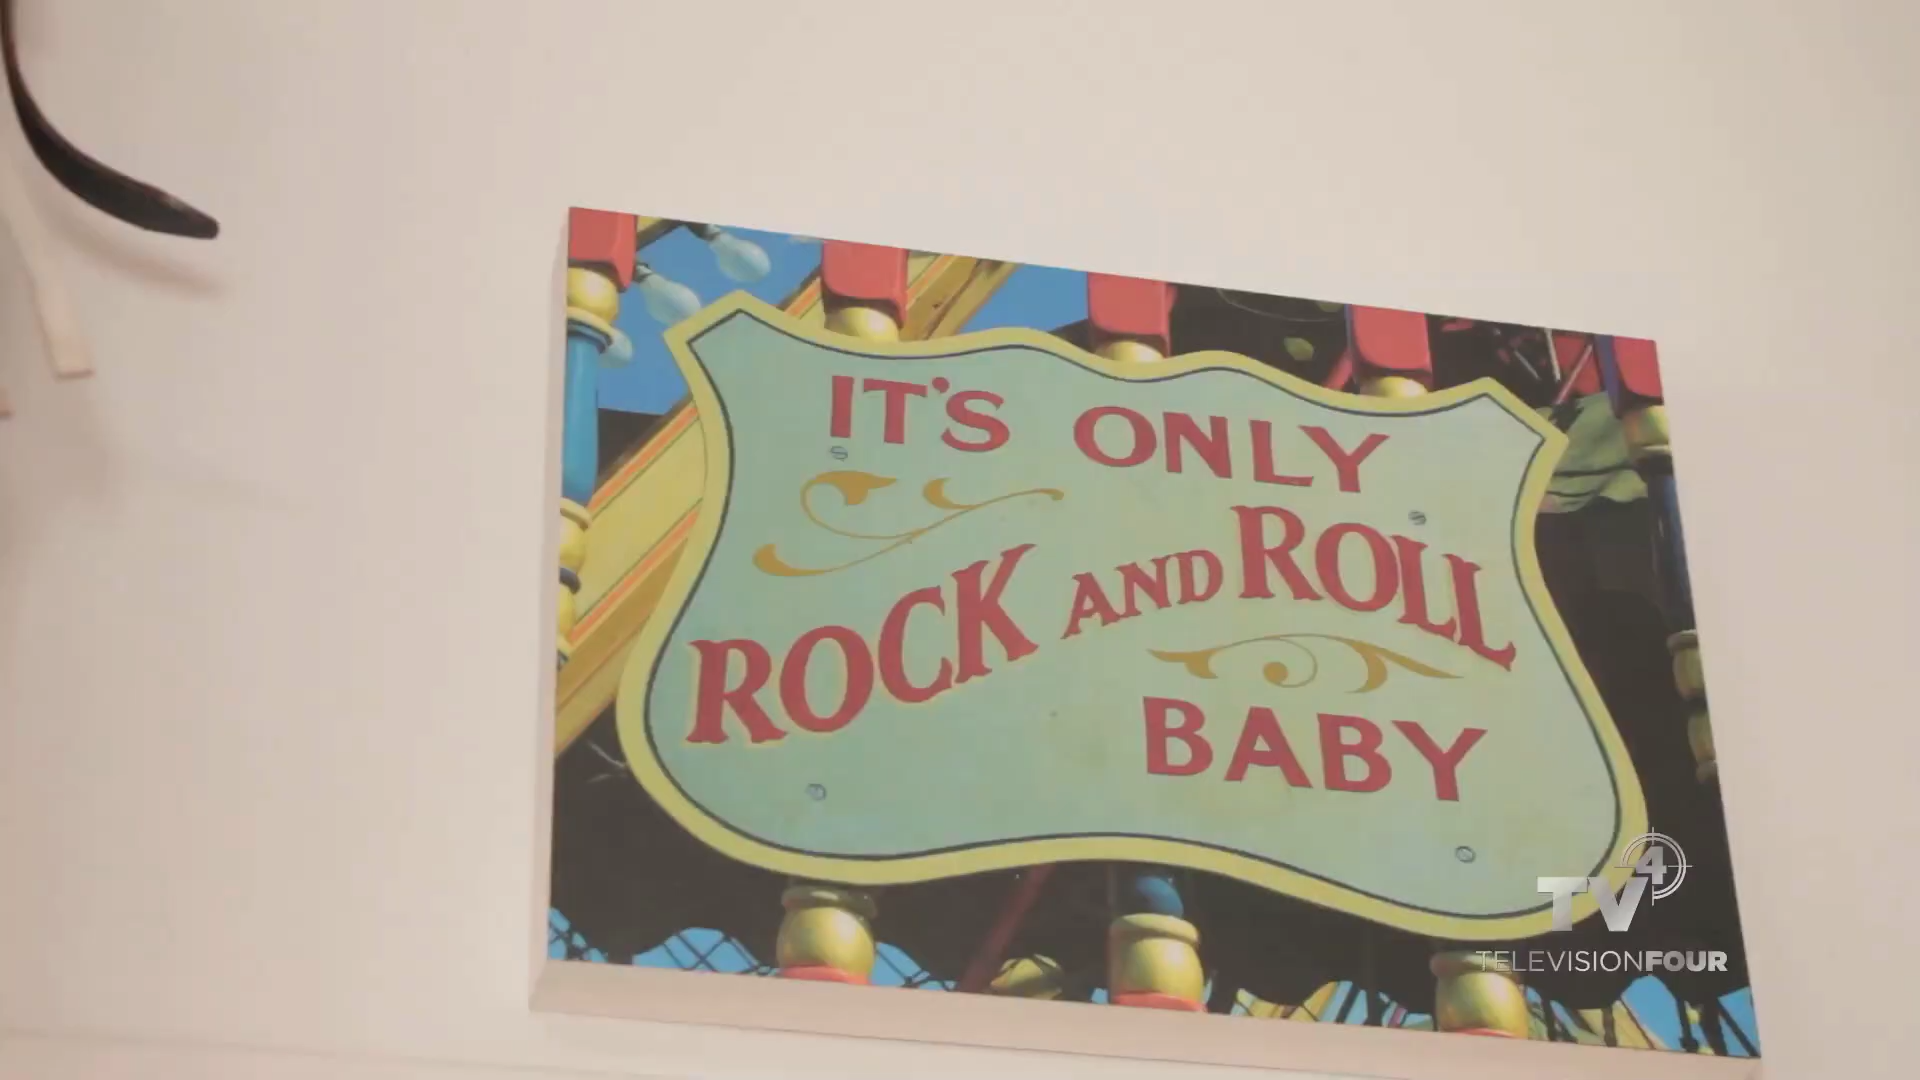 IT'S ONLY
ROCK AND ROLL
BABY
TV4
TELEVISIONFOUR